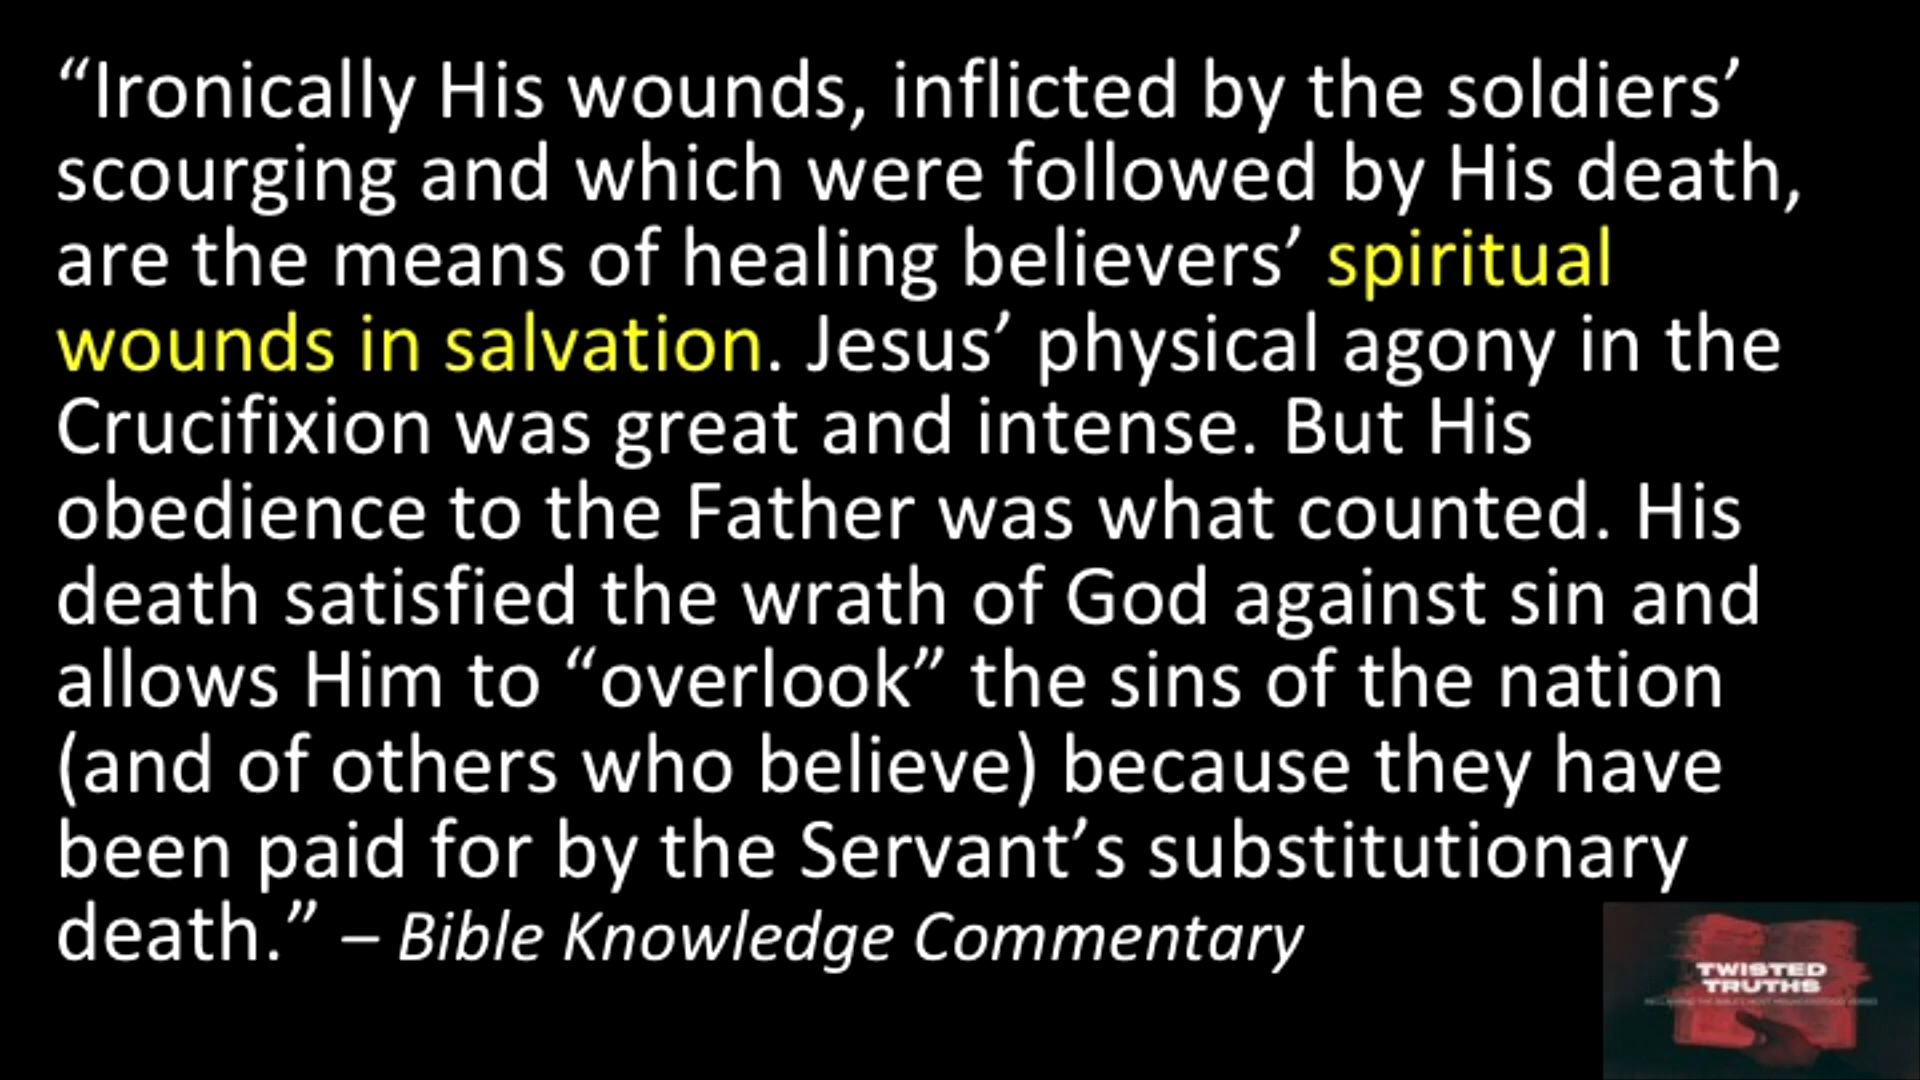 “Ironically His wounds, inflicted by the soldiers’
scourging and which were followed by His death,
are the means of healing believers’ spiritual
wounds in salvation. Jesus’ physical agony in the
Crucifixion was great and intense. But His
obedience to the Father was what counted. His
death satisfied the wrath of God against sin and
allows Him to “overlook” the sins of the nation
(and of others who believe) because they have
been paid for by the Servant’s substitutionary
death.” – Bible Knowledge Commentary
TWISTED
TRUTHS